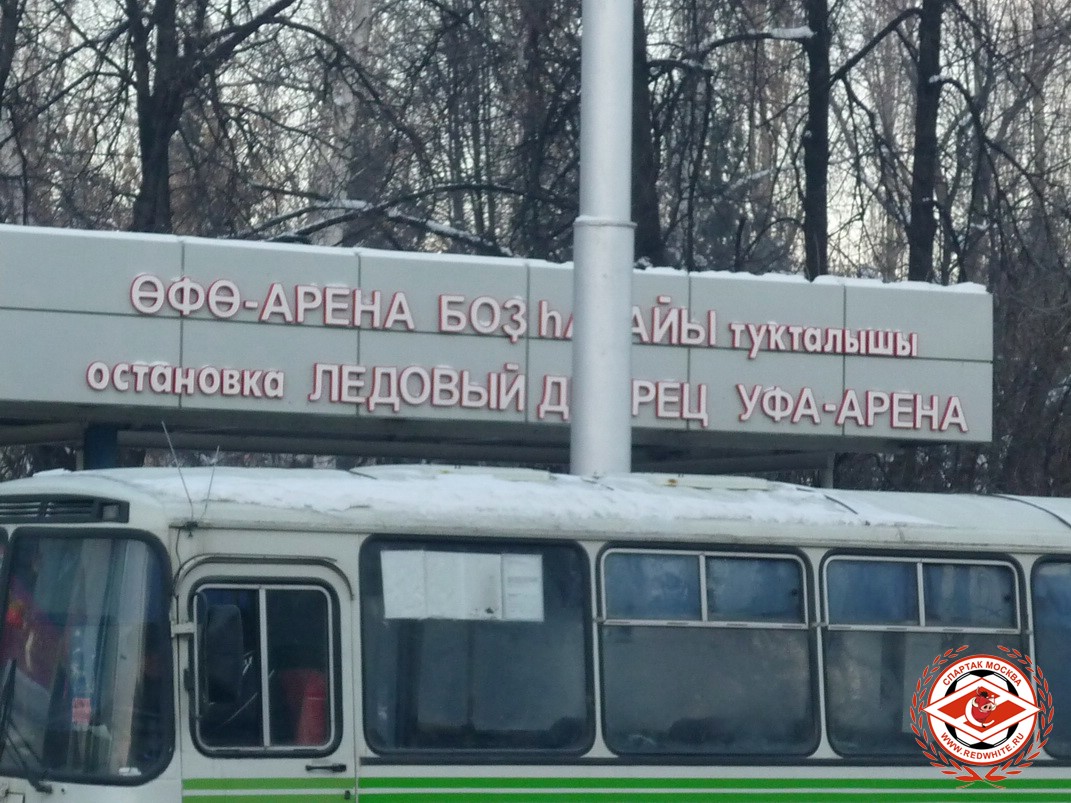 ӨФӨ-АРЕНА БОҘ тукталышы
остановка ЛЕДОВЫЙ УФА-АРЕНА
СПАРТАК МОСКВА
WWW.REDWHITE.RU